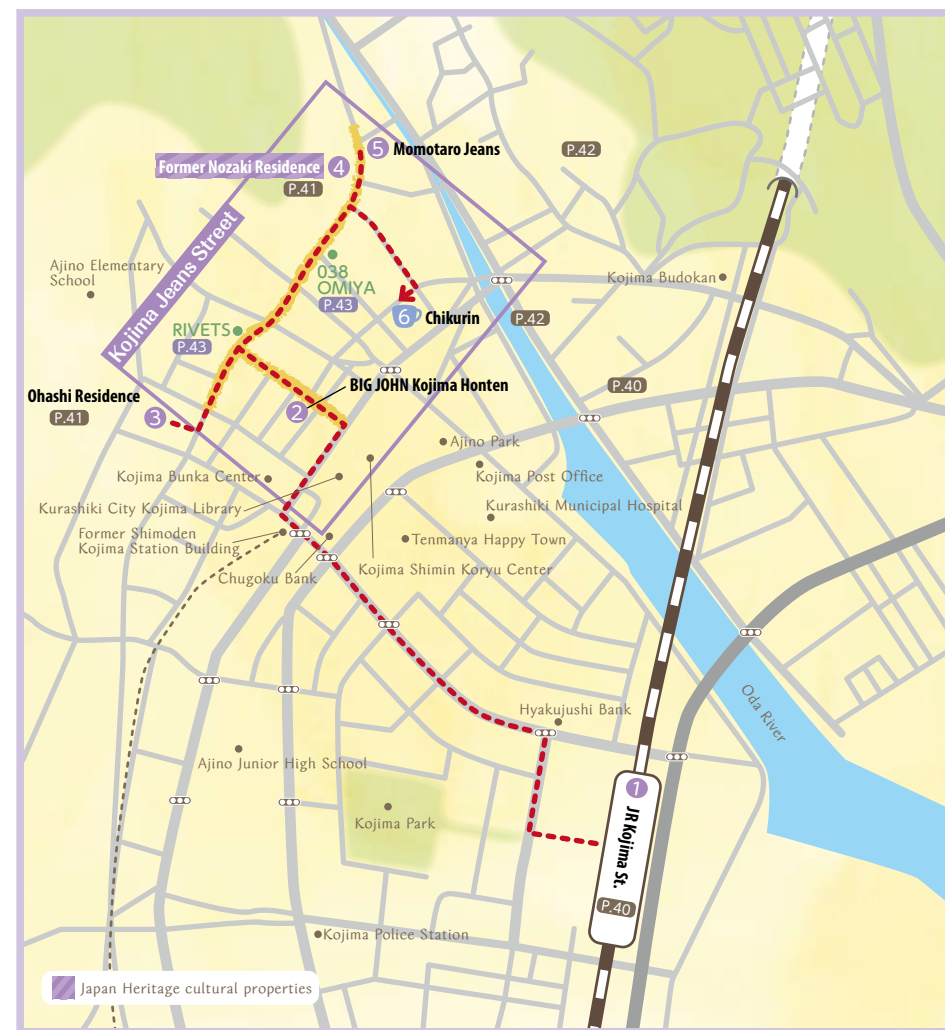 5
Momotaro Jeans
P.42
Former Nozaki Residence
4
P.41
Kojima Jeans Street
Ajino Elementary
School
038
OMIYA
P.43
Kojima Budokan
6
Chikurin
P.42
RIVETS
P.43
BIG JOHN Kojima Honten
P.40
Ohashi Residence
P.41
3
2
Ajino Park
Kojima Bunka Center
Kojima Post Office
Kurashiki City Kojima Library
Kurashiki Municipal Hospital
Former Shimoden
Kojima Station Building
Tenmanya Happy Town
Chugoku Bank
Kojima Shimin Koryu Center
Oda River
Hyakujushi Bank
Ajino Junior High School
1
JR Kojima St.
P.40
Kojima Park
Kojima Police Station
Japan Heritage cultural properties